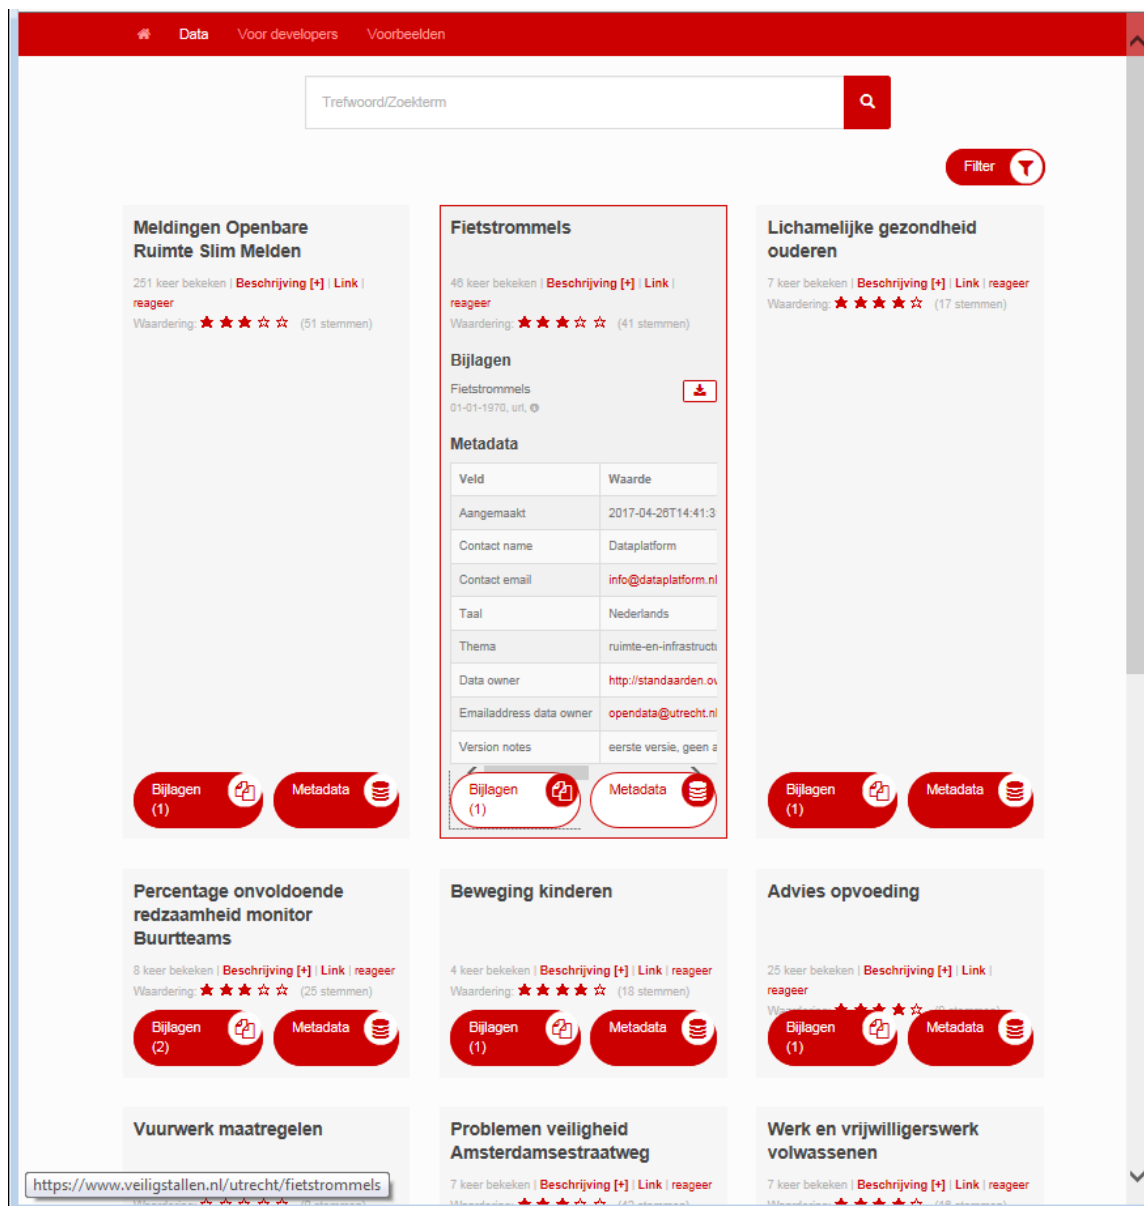 Data Voor developers Voorbeelden
Trefwoord/Zoekterm
Filter
Meldingen Openbare
Ruimte Slim Melden
251 keer bekeken | Beschrijving [+] | Link |
reageer
Waardering: (51 stemmen)
Bijlagen
(1)
Metadata
Fietstrommels
46 keer bekeken | Beschrijving [+] | Link |
reageer
Waardering: (41 stemmen)
Bijlagen
Fietstrommels
01-01-1970, url,
Metadata
Veld Waarde
Aangemaakt 2017-04-26T14:41:3
Contact name Dataplatform
Contact email info@dataplatform.nl
Taal Nederlands
Thema ruimte-en-infrastructu
Data owner http://standaarden.ov
Emailaddress data owner opendata@utrecht.nl
Version notes eerste versie, geen a
Bijlagen
(1)
Metadata
Lichamelijke gezondheid
ouderen
7 keer bekeken | Beschrijving [+] | Link | reageer
Waardering: (17 stemmen)
Bijlagen
(1)
Metadata
Percentage onvoldoende
redzaamheid monitor
Buurtteams
8 keer bekeken | Beschrijving [+] | Link | reageer
Waardering: (25 stemmen)
Bijlagen
(2)
Metadata
Beweging kinderen
4 keer bekeken | Beschrijving [+] | Link | reageer
Waardering: (18 stemmen)
Bijlagen
(1)
Metadata
Advies opvoeding
25 keer bekeken | Beschrijving [+] | Link |
reageer
Bijlagen
(1)
Metadata
Vuurwerk maatregelen
Problemen veiligheid
Amsterdamsestraatweg
7 keer bekeken | Beschrijving [+] | Link | reageer
Werk en vrijwilligerswerk
volwassenen
7 keer bekeken | Beschrijving [+] | Link | reageer
https://www.veiligstallen.nl/utrecht/fietstrommels